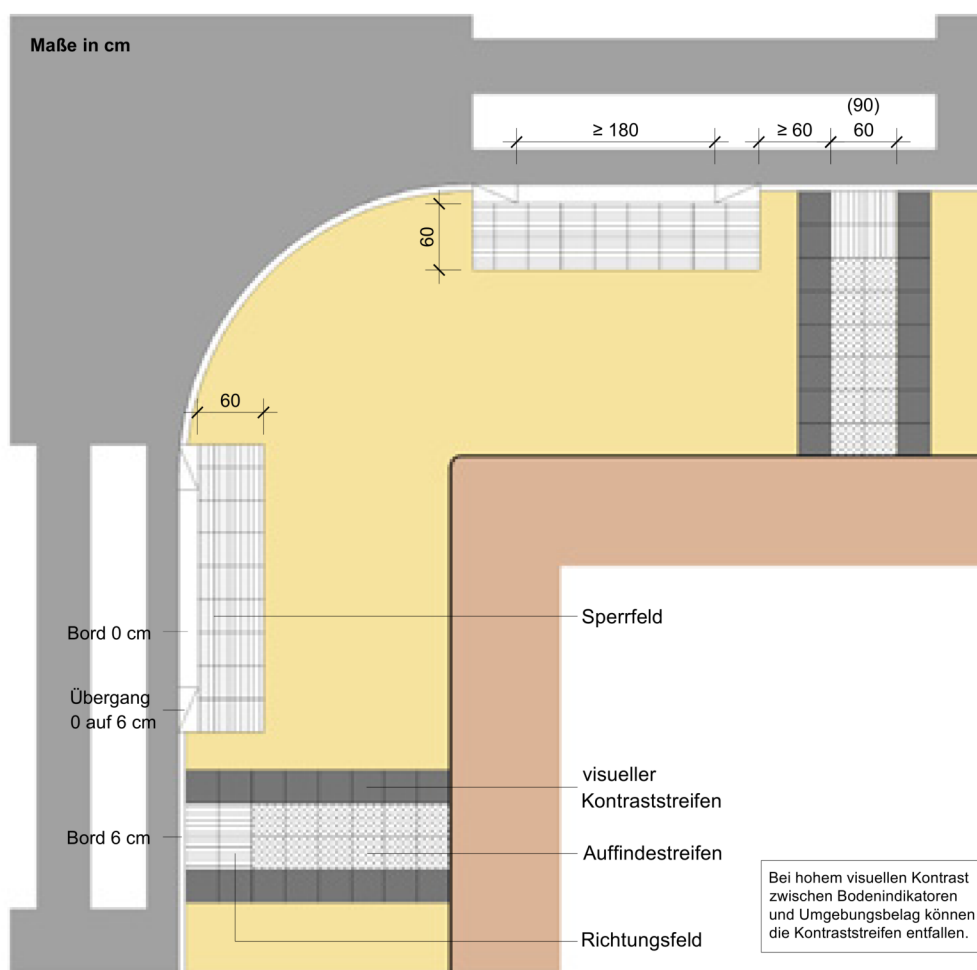 Maße in cm
(90)
≥ 180
≥ 60
60
60
60
Sperrfeld
Bord 0 cm
Übergang
0 auf 6 cm
visueller
Kontraststreifen
Bord 6 cm
Auffindestreifen
Richtungsfeld
Bei hohem visuellen Kontrast
zwischen Bodenindikatoren
und Umgebungsbelag können
die Kontraststreifen entfallen.